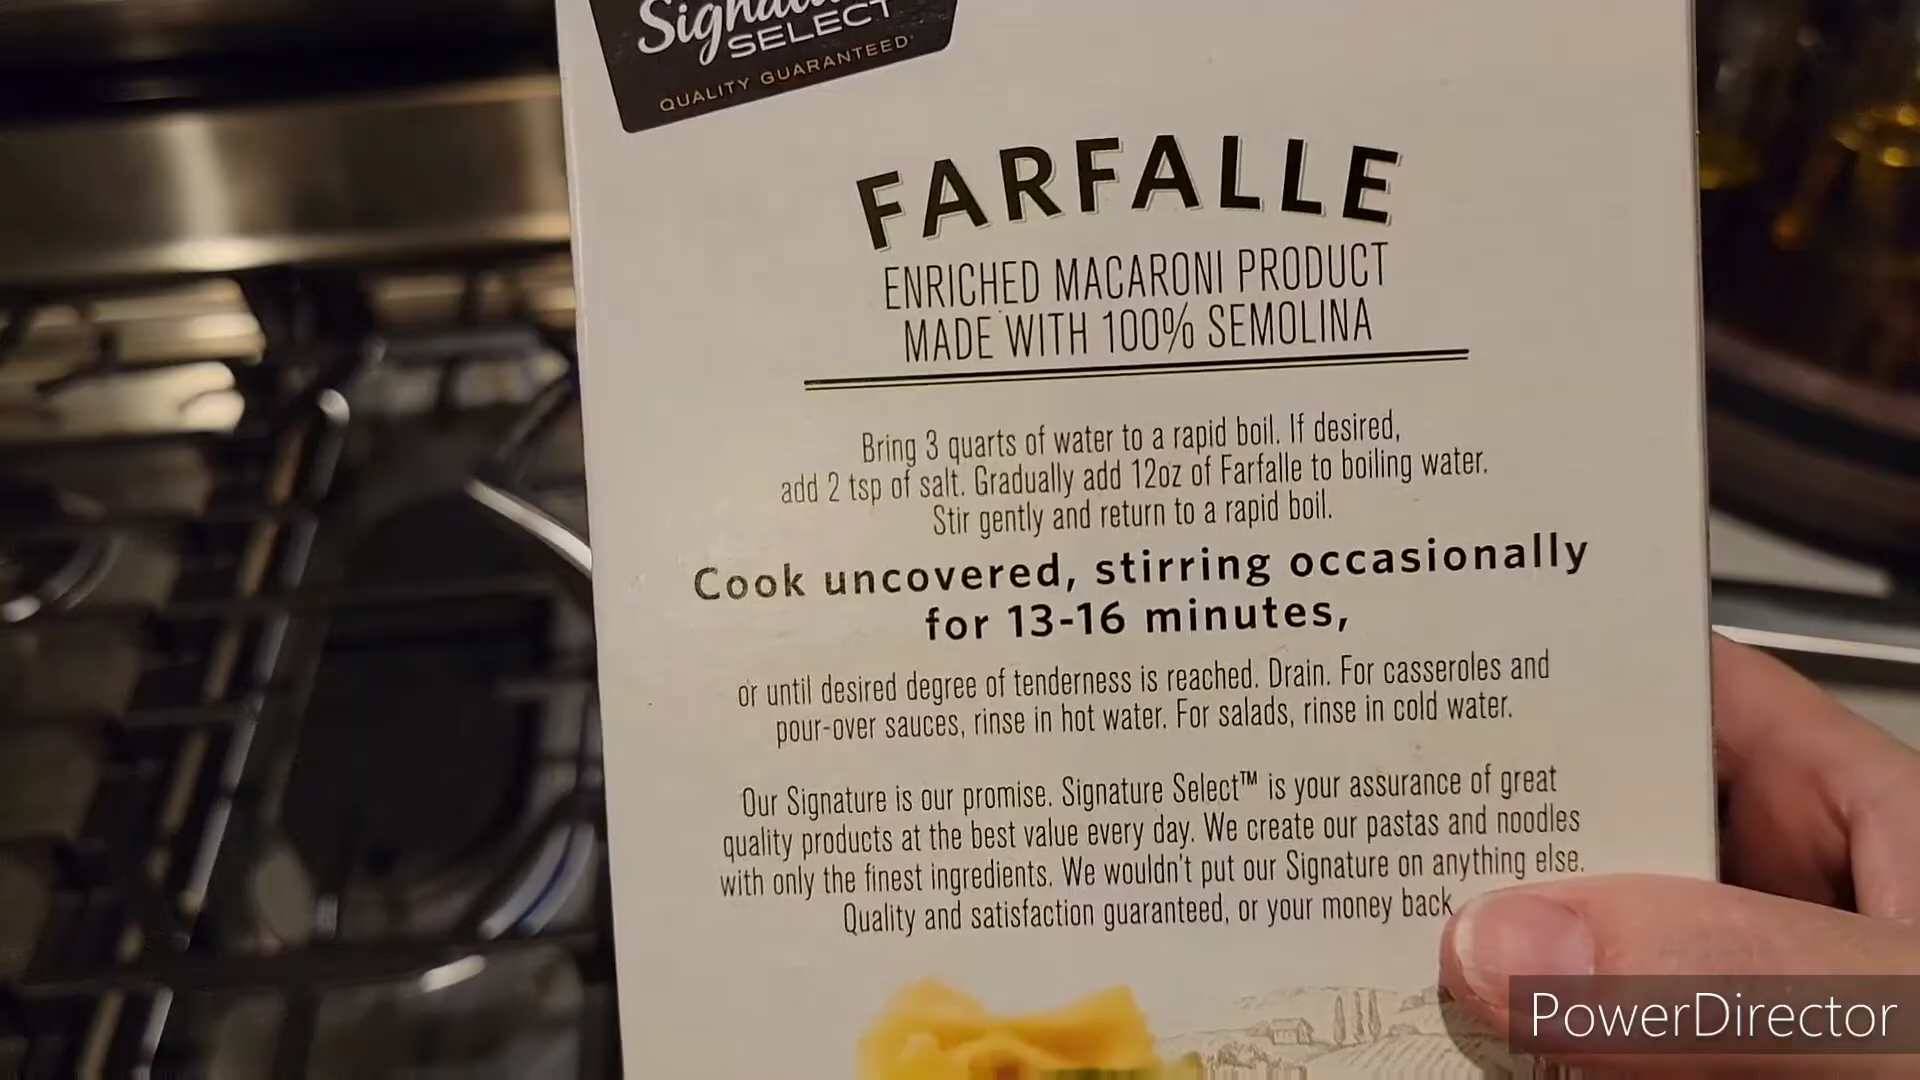 Signature
SELECT
QUALITY GUARANTEED
FARFALLE
ENRICHED MACARONI PRODUCT
MADE WITH 100% SEMOLINA
Bring 3 quarts of water to a rapid boil. If desired,
add 2 tsp of salt. Gradually add 12oz of Farfalle to boiling water.
Stir gently and return to a rapid boil.
Cook uncovered, stirring occasionally
for 13-16 minutes,
or until desired degree of tenderness is reached. Drain. For casseroles and
pour-over sauces, rinse in hot water. For salads, rinse in cold water.
Our Signature is our promise. Signature Select™ is your assurance of great
quality products at the best value every day. We create our pastas and noodles
with only the finest ingredients. We wouldn't put our Signature on anything else.
Quality and satisfaction guaranteed, or your money back
PowerDirector